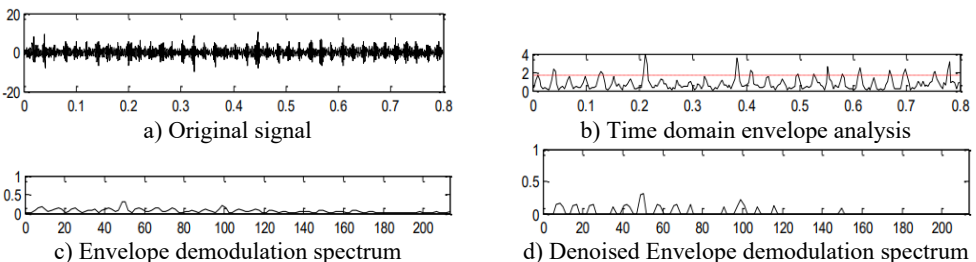 20
0
-20
0 0.1 0.2 0.3 0.4 0.5 0.6 0.7 0.8
a) Original signal
4
2
0
0 0.1 0.2 0.3 0.4 0.5 0.6 0.7 0.8
b) Time domain envelope analysis
1
0.5
0
0 20 40 60 80 100 120 140 160 180 200
c) Envelope demodulation spectrum
1
0.5
0
0 20 40 60 80 100 120 140 160 180 200
d) Denoised Envelope demodulation spectrum